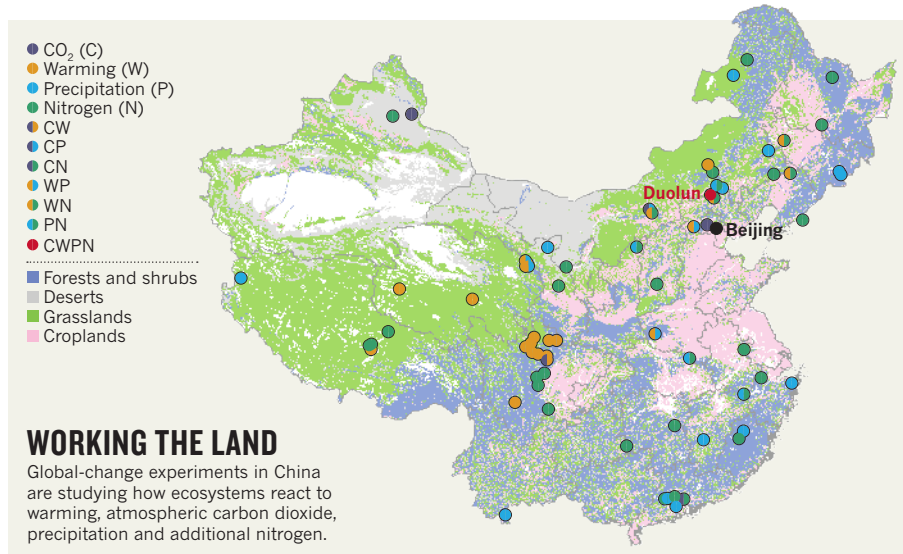 CO₂ (C)
Warming (W)
Precipitation (P)
Nitrogen (N)
CW
CP
CN
WP
WN
PN
CWPN
Forests and shrubs
Deserts
Grasslands
Croplands
Duolun
Beijing
WORKING THE LAND
Global-change experiments in China
are studying how ecosystems react to
warming, atmospheric carbon dioxide,
precipitation and additional nitrogen.